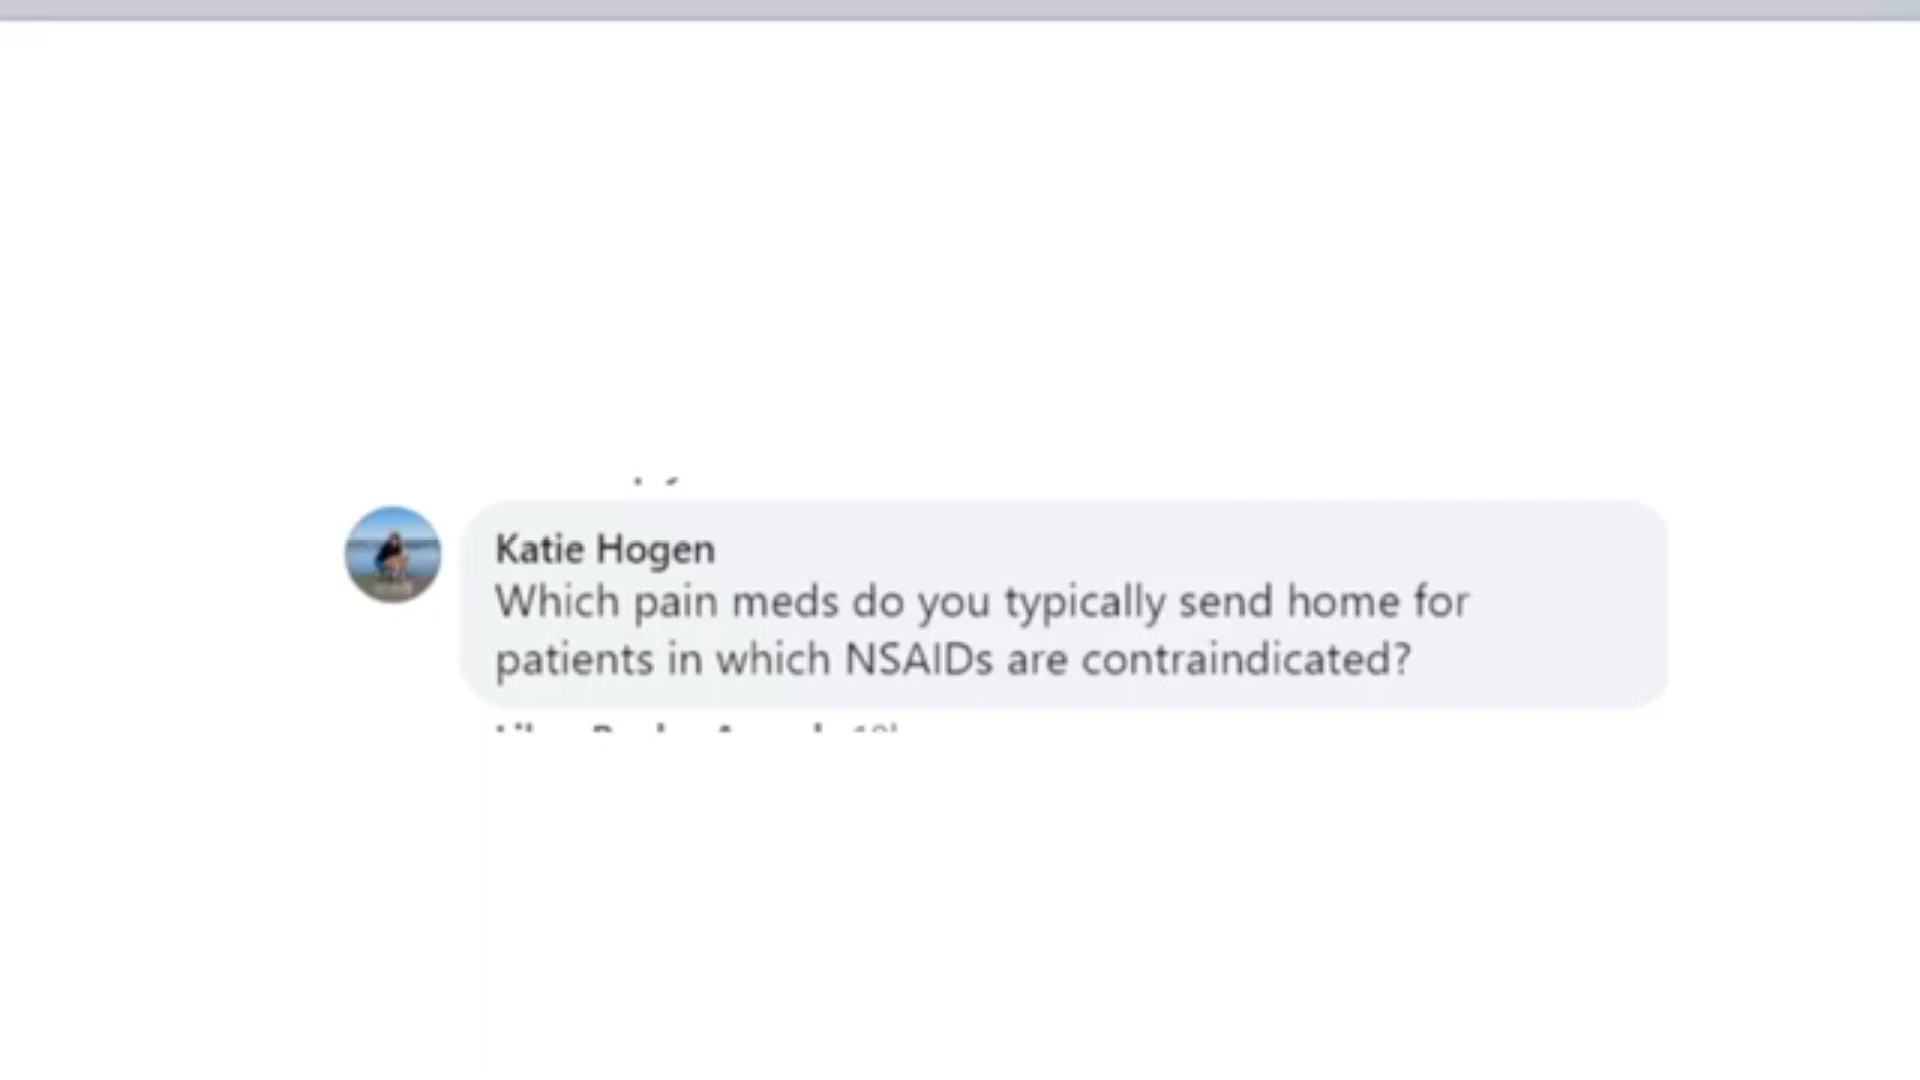 Katie Hogen
Which pain meds do you typically send home for
patients in which NSAIDs are contraindicated?